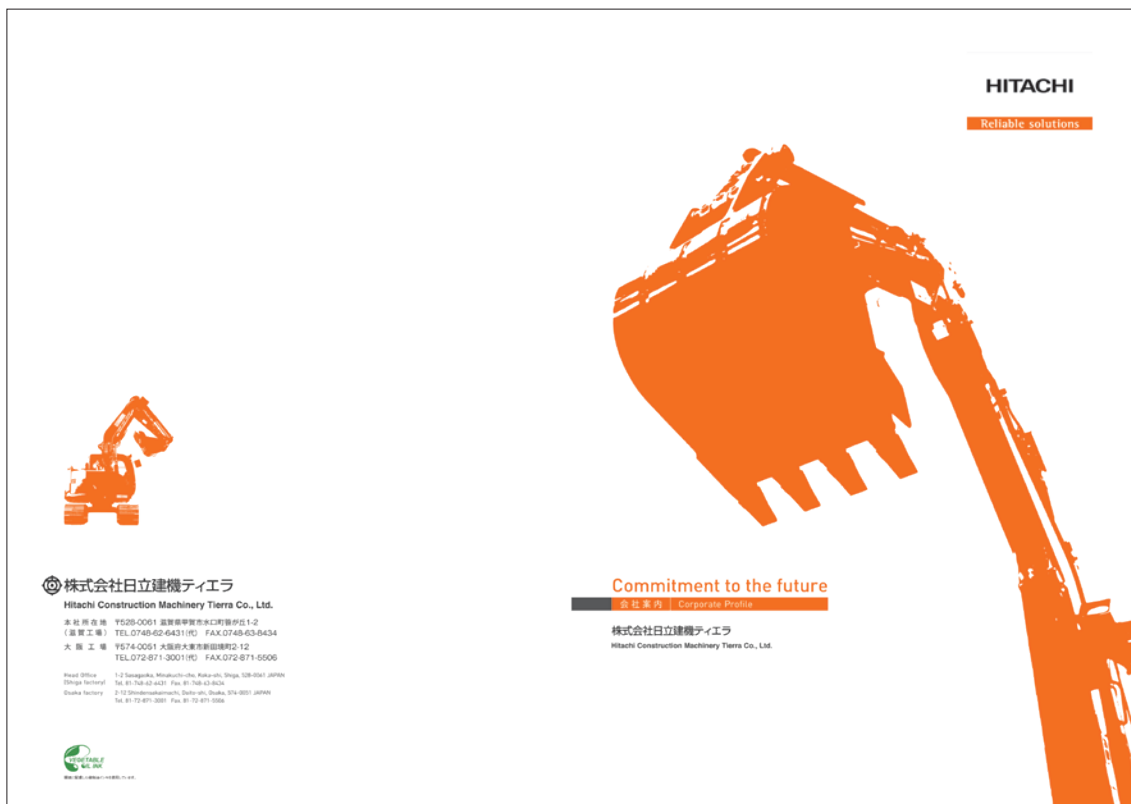 HITACHI
Reliable solutions
Commitment to the future
会社案内 | Corporate Profile
株式会社日立建機ティエラ
Hitachi Construction Machinery Tierra Co., Ltd.
株式会社日立建機ティエラ
Hitachi Construction Machinery Tierra Co., Ltd.
本社所在地 〒528-0061 滋賀県甲賀市水口町笹が丘1-2
(滋賀工場) TEL.0748-62-6431(代) FAX.0748-63-8434
大阪工場 〒574-0051 大阪府大東市新田境町2-12
TEL.072-871-3001(代) FAX.072-871-5506
Head Office 1-2 Sasagaoka, Minakuchi-cho, Koka-shi, Shiga, 528-0061 JAPAN
(Shiga factory) Tel. 81-748-62-6431 Fax. 81-748-63-8434
Osaka factory 2-12 Shindensakaimachi, Daito-shi, Osaka, 574-0051 JAPAN
Tel. 81-72-871-3001 Fax. 81-72-871-5506
VEGETABLE
OIL INK